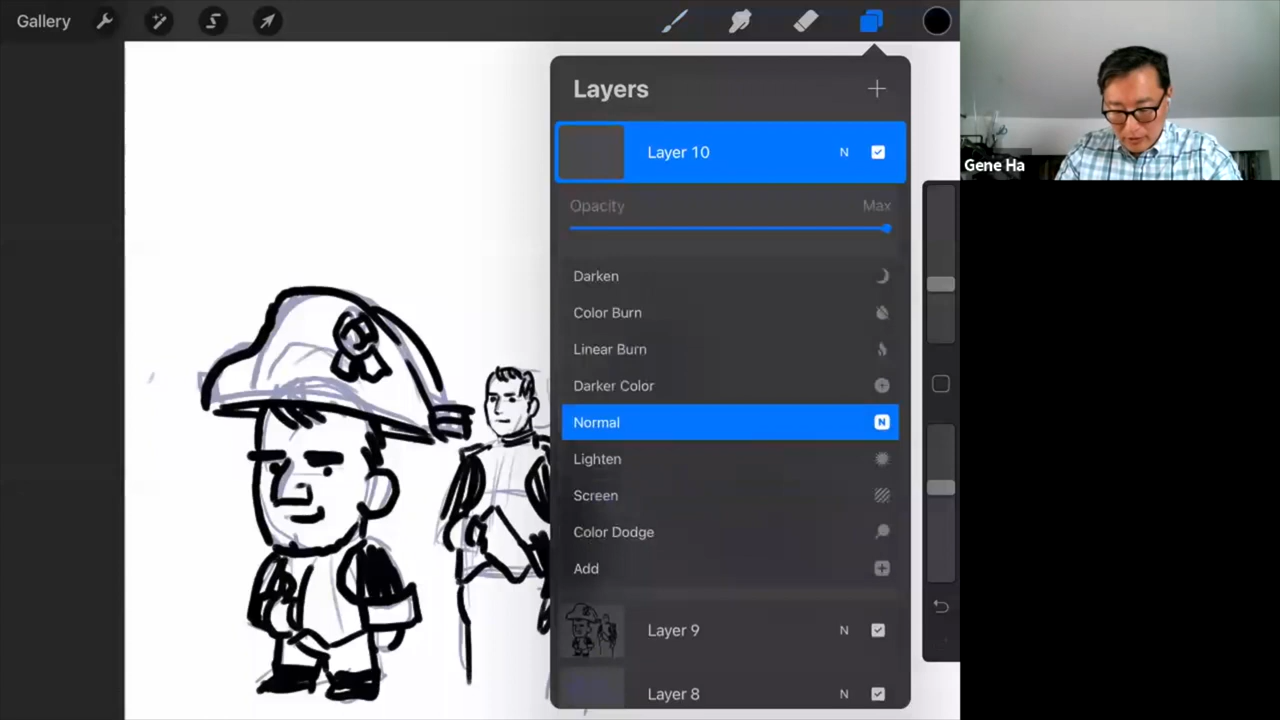 Gallery
Layers
Layer 10 N
Opacity Max
Darken
Color Burn
Linear Burn
Darker Color
Normal N
Lighten
Screen
Color Dodge
Add
Layer 9 N
Layer 8 N
Gene Ha